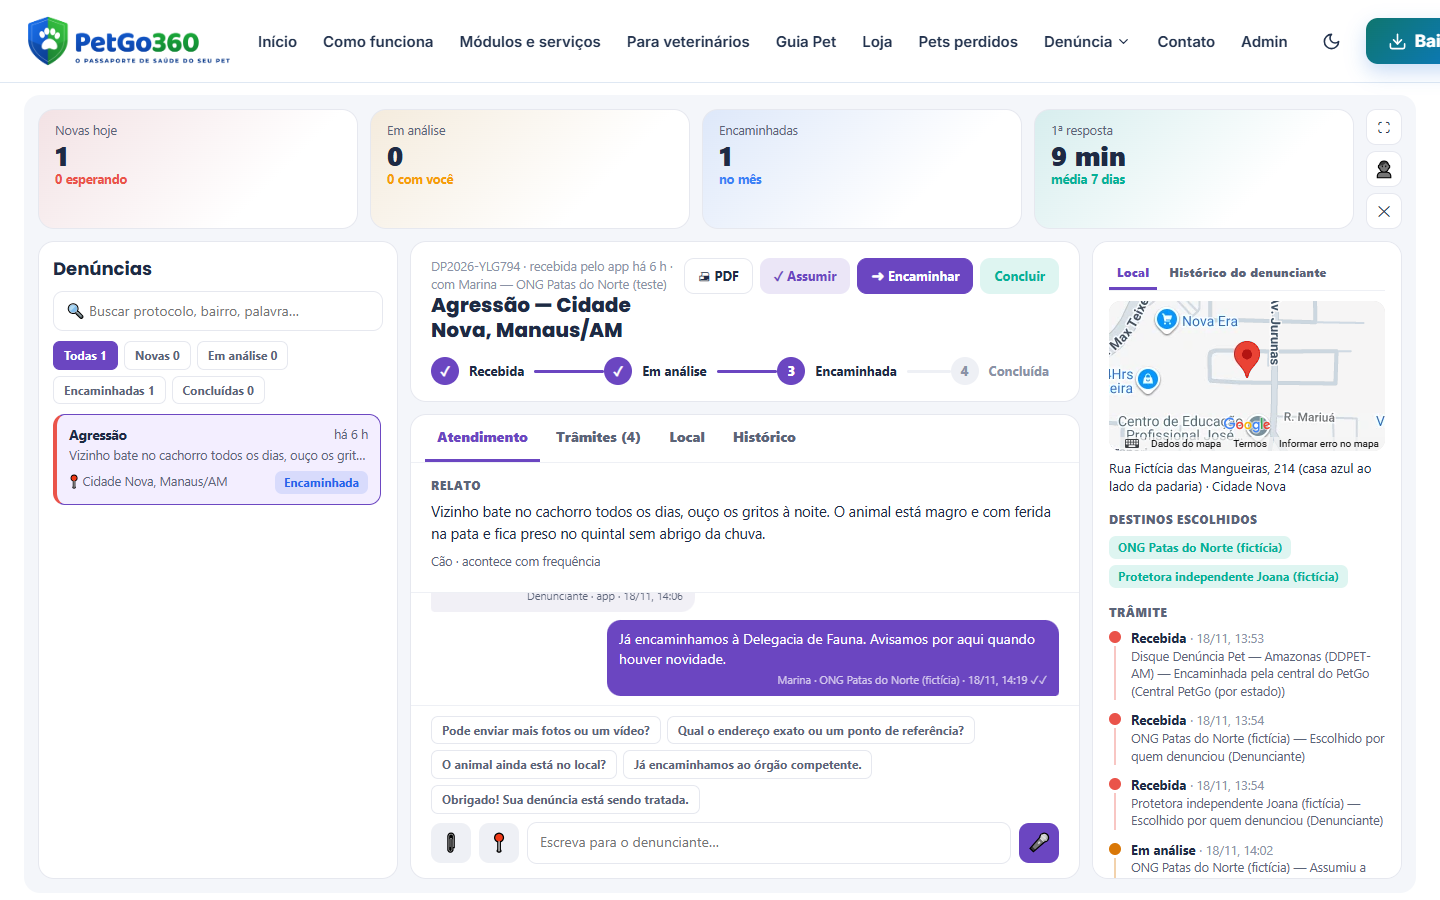 PetGo360
O PASSAPORTE DE SAÚDE DO SEU PET
Início
Como funciona
Módulos e serviços
Para veterinários
Guia Pet
Loja
Pets perdidos
Denúncia
Contato
Admin
Bai
Novas hoje
1
0 esperando
Em análise
0
0 com você
Encaminhadas
1
no mês
1ª resposta
9 min
média 7 dias
Denúncias
Buscar protocolo, bairro, palavra...
Todas 1
Novas 0
Em análise 0
Encaminhadas 1
Concluídas 0
Agressão
há 6 h
Vizinho bate no cachorro todos os dias, ouço os grit...
Cidade Nova, Manaus/AM
Encaminhada
DP2026-YLG794 · recebida pelo app há 6 h ·
com Marina — ONG Patas do Norte (teste)
Agressão — Cidade
Nova, Manaus/AM
PDF
✓ Assumir
➜ Encaminhar
Concluir
✓ Recebida
✓ Em análise
3 Encaminhada
4 Concluída
Atendimento
Trâmites (4)
Local
Histórico
RELATO
Vizinho bate no cachorro todos os dias, ouço os gritos à noite. O animal está magro e com ferida
na pata e fica preso no quintal sem abrigo da chuva.
Cão · acontece com frequência
Denunciante · app · 18/11, 14:06
Já encaminhamos à Delegacia de Fauna. Avisamos por aqui quando
houver novidade.
Marina · ONG Patas do Norte (fictícia) · 18/11, 14:19 ✓✓
Pode enviar mais fotos ou um vídeo?
Qual o endereço exato ou um ponto de referência?
O animal ainda está no local?
Já encaminhamos ao órgão competente.
Obrigado! Sua denúncia está sendo tratada.
Escreva para o denunciante...
Local
Histórico do denunciante
Max Teixe
Nova Era
Av. Jurunas
4Hrs
eira
Centro de Educação
Profissional José
Google
R. Mariuá
V
Dados do mapa
Termos
Informar erro no mapa
Rua Fictícia das Mangueiras, 214 (casa azul ao
lado da padaria) · Cidade Nova
DESTINOS ESCOLHIDOS
ONG Patas do Norte (fictícia)
Protetora independente Joana (fictícia)
TRÂMITE
Recebida · 18/11, 13:53
Disque Denúncia Pet — Amazonas (DDPET-
AM) — Encaminhada pela central do PetGo
(Central PetGo (por estado))
Recebida · 18/11, 13:54
ONG Patas do Norte (fictícia) — Escolhido por
quem denunciou (Denunciante)
Recebida · 18/11, 13:54
Protetora independente Joana (fictícia) —
Escolhido por quem denunciou (Denunciante)
Em análise · 18/11, 14:02
ONG Patas do Norte (fictícia) — Assumiu a